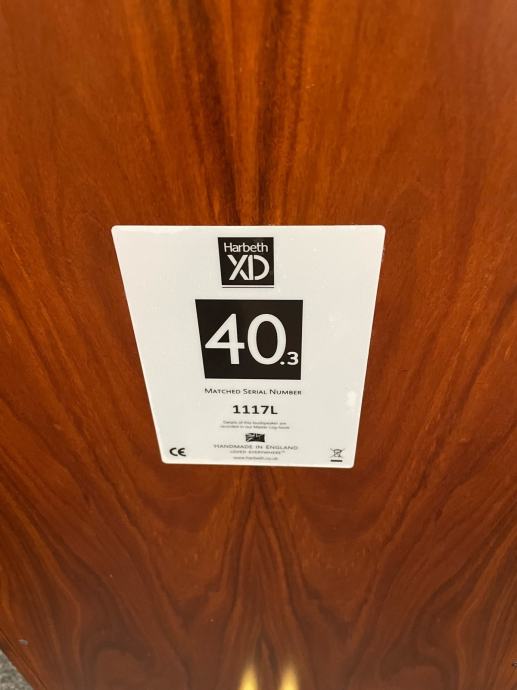 Harbeth
XD
40.3
MATCHED SERIAL NUMBER
1117L
Details of this loudspeaker are
recorded in our Master Log-book
HANDMADE IN ENGLAND
LOVED EVERYWHERE™
www.harbeth.co.uk
CE